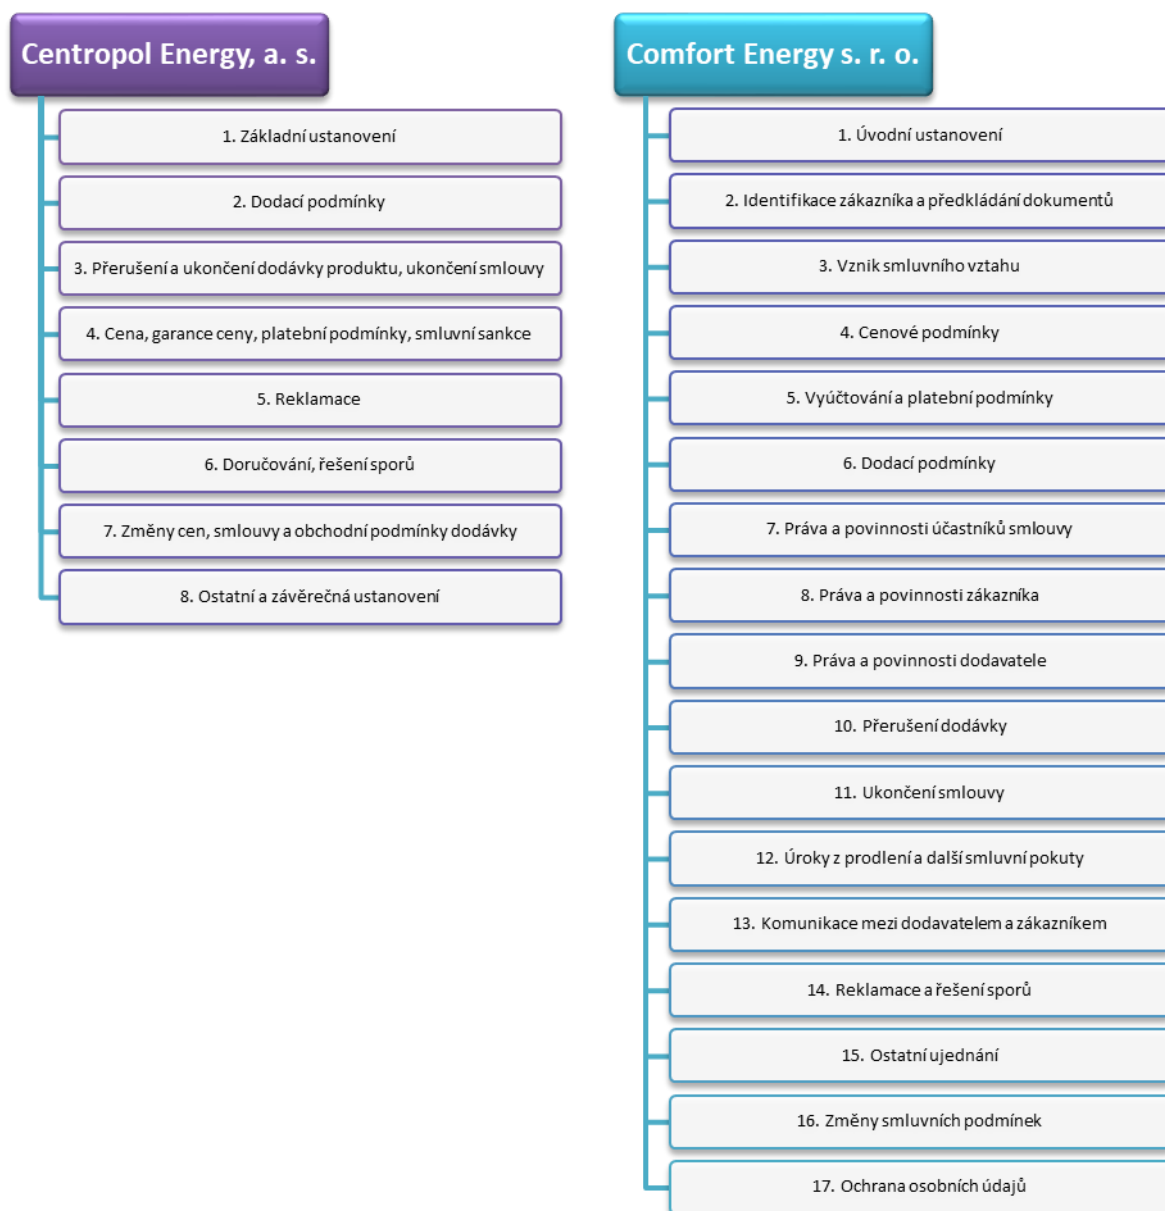 Centropol Energy, a. s.
1. Základní ustanovení
2. Dodací podmínky
3. Přerušení a ukončení dodávky produktu, ukončení smlouvy
4. Cena, garance ceny, platební podmínky, smluvní sankce
5. Reklamace
6. Doručování, řešení sporů
7. Změny cen, smlouvy a obchodní podmínky dodávky
8. Ostatní a závěrečná ustanovení
Comfort Energy s. r. o.
1. Úvodní ustanovení
2. Identifikace zákazníka a předkládání dokumentů
3. Vznik smluvního vztahu
4. Cenové podmínky
5. Vyúčtování a platební podmínky
6. Dodací podmínky
7. Práva a povinnosti účastníků smlouvy
8. Práva a povinnosti zákazníka
9. Práva a povinnosti dodavatele
10. Přerušení dodávky
11. Ukončení smlouvy
12. Úroky z prodlení a další smluvní pokuty
13. Komunikace mezi dodavatelem a zákazníkem
14. Reklamace a řešení sporů
15. Ostatní ujednání
16. Změny smluvních podmínek
17. Ochrana osobních údajů